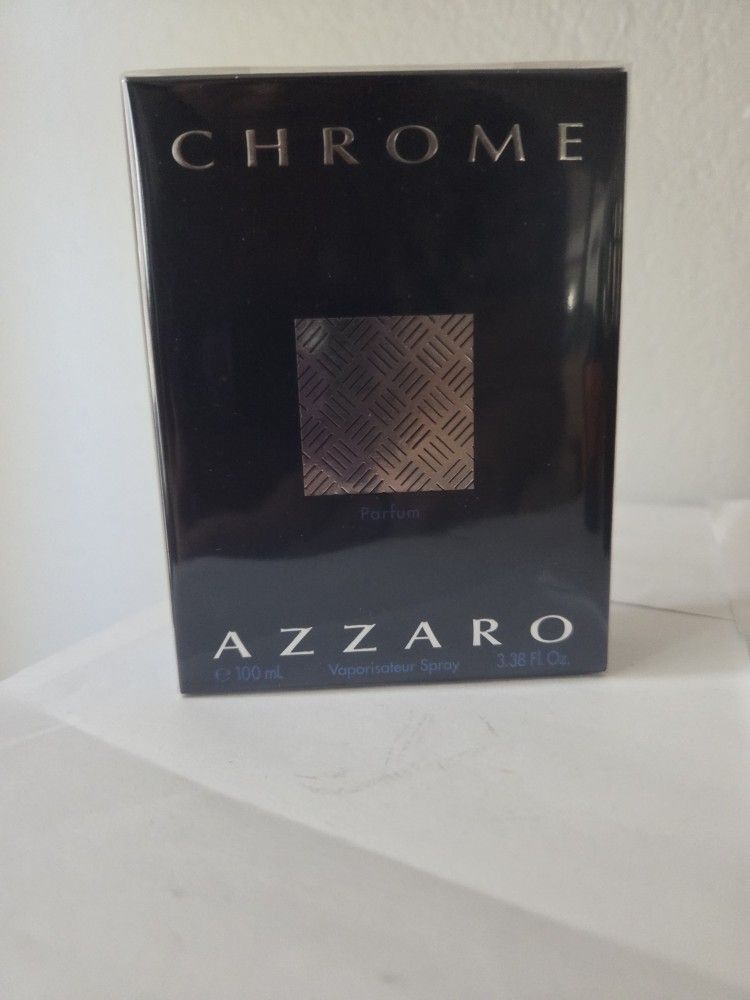 CHROME
Parfum
AZZARO
℮ 100 mL Vaporisateur Spray 3.38 Fl. Oz.